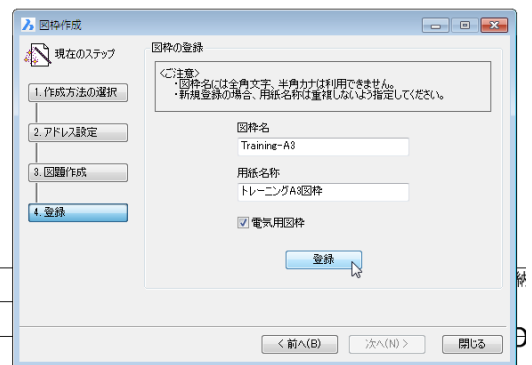 図枠作成
現在のステップ
1. 作成方法の選択
2. アドレス設定
3. 図題作成
4. 登録
図枠の登録
<ご注意>
・図枠名には全角文字、半角カナは利用できません。
・新規登録の場合、用紙名称は重複しないよう指定してください。
図枠名
Training-A3
用紙名称
トレーニングA3図枠
電気用図枠
登録
< 前へ(B)
次へ(N) >
閉じる